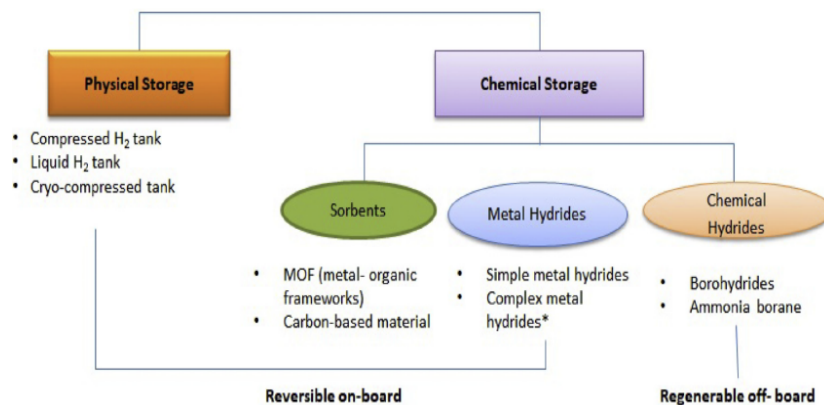 Physical Storage
Chemical Storage
• Compressed H₂ tank
• Liquid H₂ tank
• Cryo-compressed tank
Sorbents
Metal Hydrides
Chemical
Hydrides
• MOF (metal- organic
frameworks)
• Carbon-based material
• Simple metal hydrides
• Complex metal
hydrides*
• Borohydrides
• Ammonia borane
Reversible on-board
Regenerable off- board